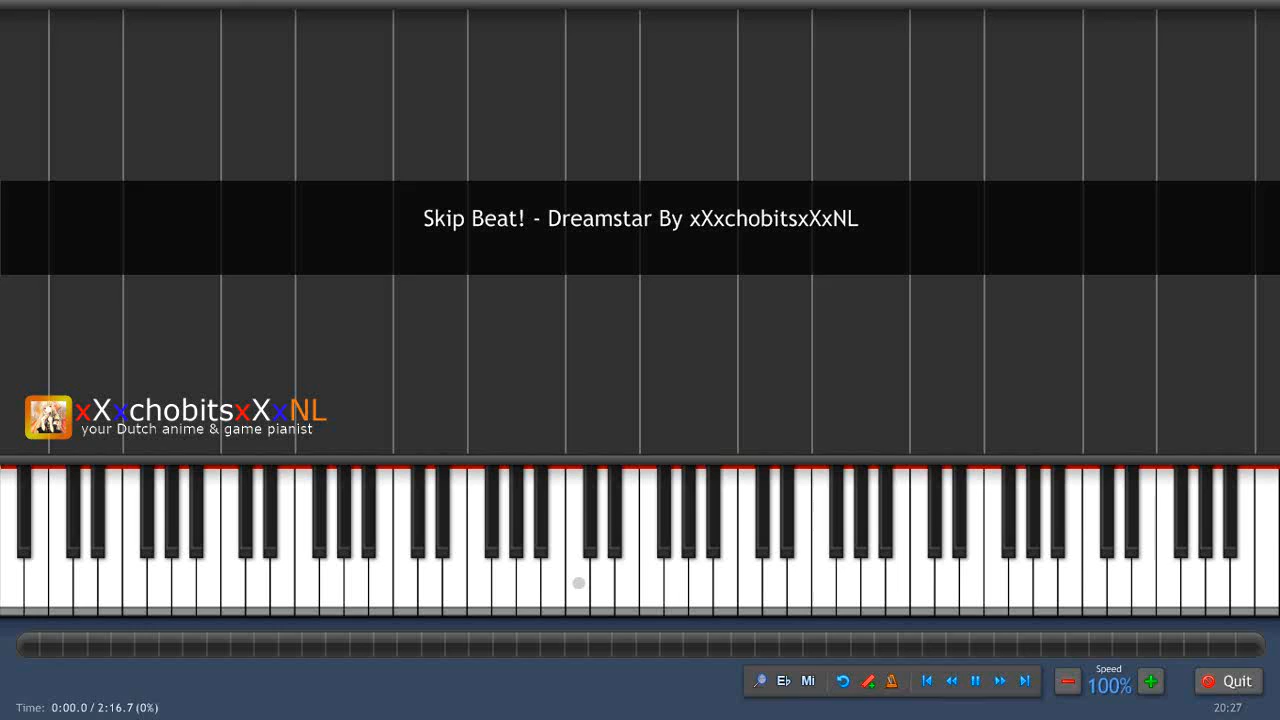 Skip Beat! - Dreamstar By xXxchobitsxXxNL
xXxchobitsxXxNL
your Dutch anime & game pianist
E♭ Mi
Speed
100%
Quit
Time: 0:00.0 / 2:16.7 (0%)
20:27